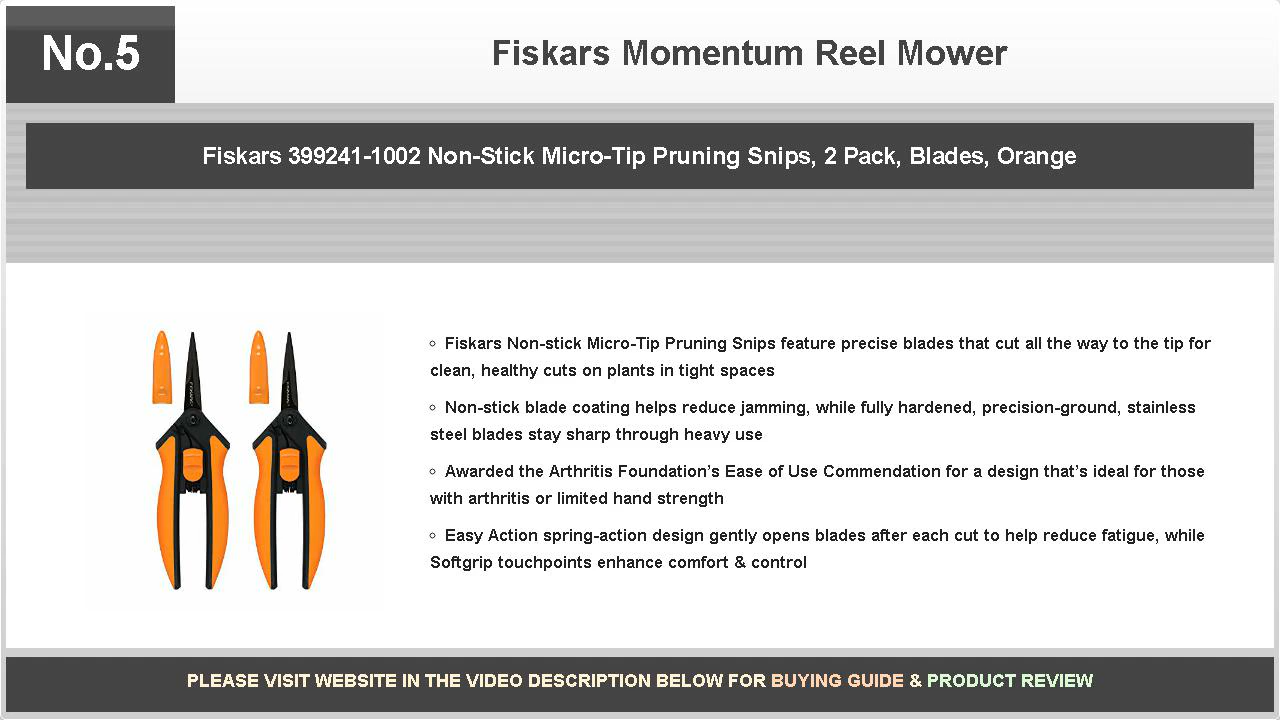 No.5
Fiskars Momentum Reel Mower
Fiskars 399241-1002 Non-Stick Micro-Tip Pruning Snips, 2 Pack, Blades, Orange
Fiskars Non-stick Micro-Tip Pruning Snips feature precise blades that cut all the way to the tip for
clean, healthy cuts on plants in tight spaces
Non-stick blade coating helps reduce jamming, while fully hardened, precision-ground, stainless
steel blades stay sharp through heavy use
Awarded the Arthritis Foundation’s Ease of Use Commendation for a design that’s ideal for those
with arthritis or limited hand strength
Easy Action spring-action design gently opens blades after each cut to help reduce fatigue, while
Softgrip touchpoints enhance comfort & control
PLEASE VISIT WEBSITE IN THE VIDEO DESCRIPTION BELOW FOR BUYING GUIDE & PRODUCT REVIEW